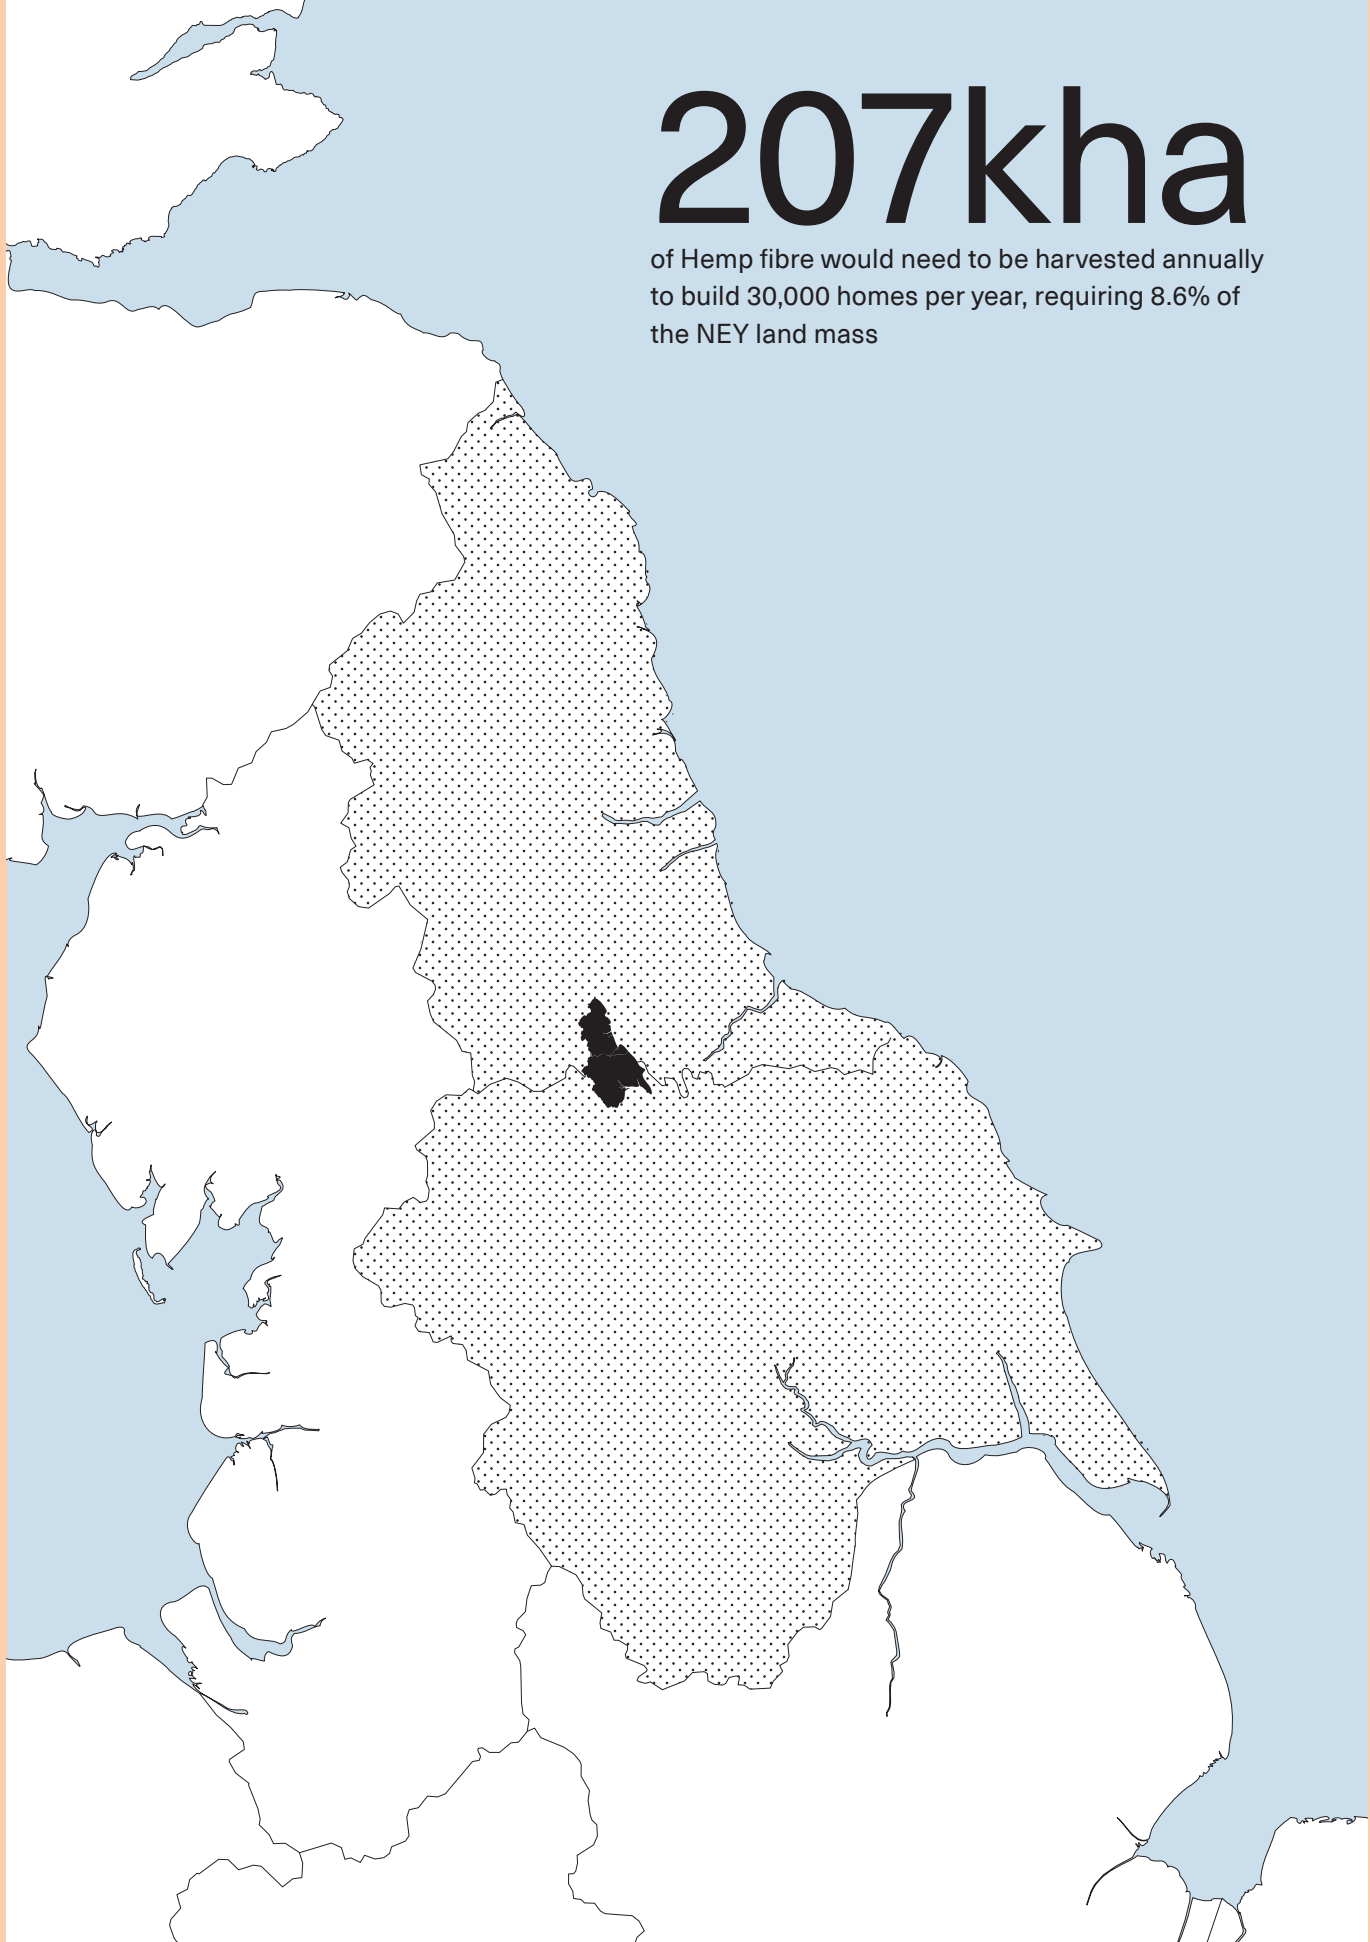 207kha
of Hemp fibre would need to be harvested annually
to build 30,000 homes per year, requiring 8.6% of
the NEY land mass